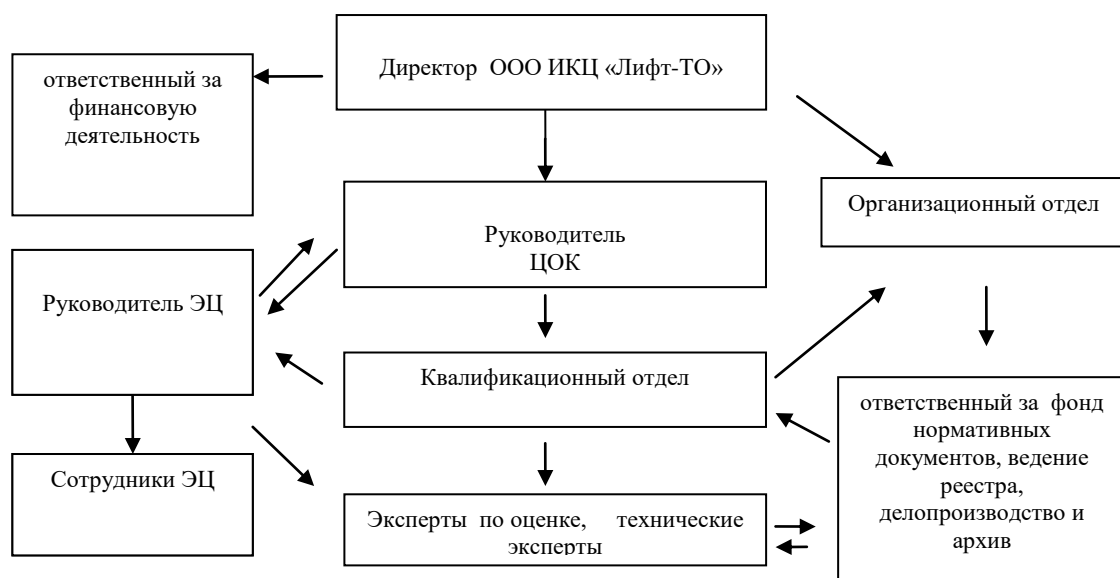 Директор ООО ИКЦ «Лифт-ТО»
ответственный за
финансовую
деятельность
Организационный отдел
Руководитель
ЦОК
Руководитель ЭЦ
Квалификационный отдел
ответственный за фонд
нормативных
документов, ведение
реестра,
делопроизводство и
архив
Сотрудники ЭЦ
Эксперты по оценке, технические
эксперты